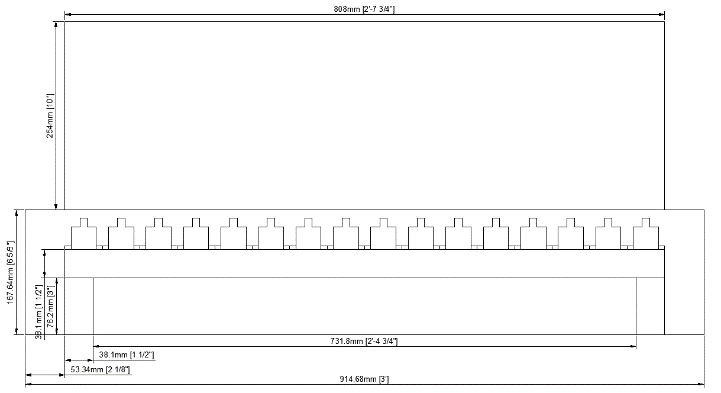 808mm [2'-7 3/4"]
254mm [10"]
167.64mm [6 5/8"]
38.1mm [1 1/2"]
76.2mm [3"]
731.8mm [2'-4 3/4"]
38.1mm [1 1/2"]
53.34mm [2 1/8"]
914.68mm [3']